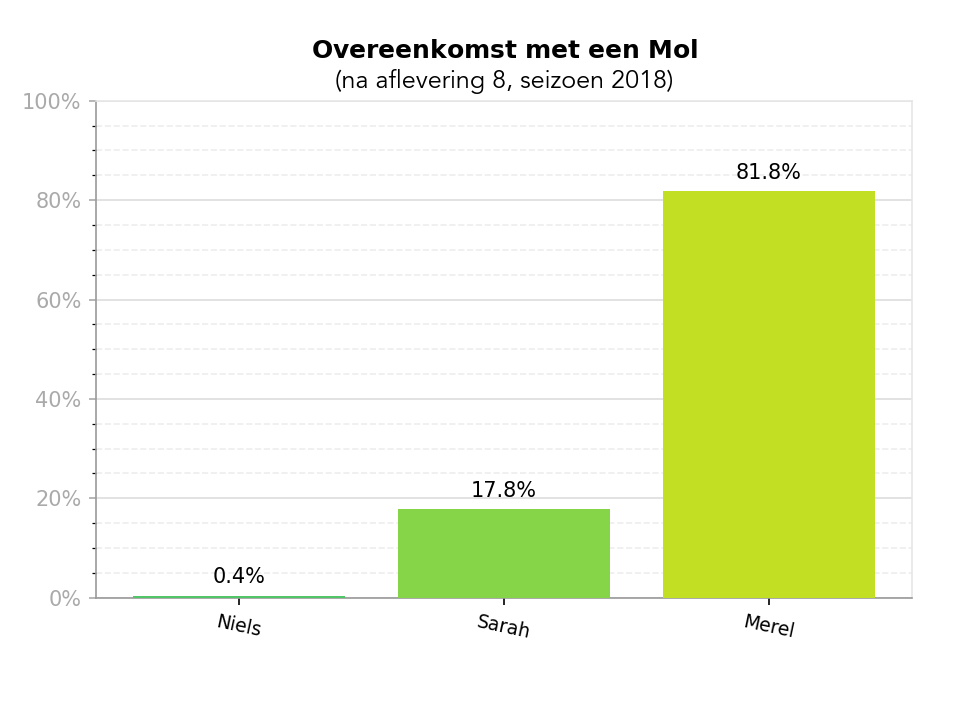 Overeenkomst met een Mol
(na aflevering 8, seizoen 2018)
100%
80%
60%
40%
20%
0%
81.8%
17.8%
0.4%
Niels
Sarah
Merel